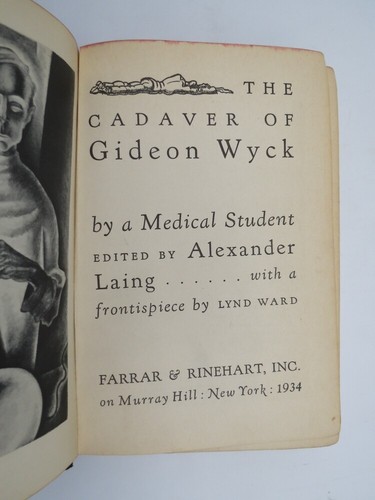 THE
CADAVER OF
Gideon Wyck
by a Medical Student
EDITED BY Alexander
Laing . . . . . . with a
frontispiece by LYND WARD
FARRAR & RINEHART, INC.
on Murray Hill : New York : 1934